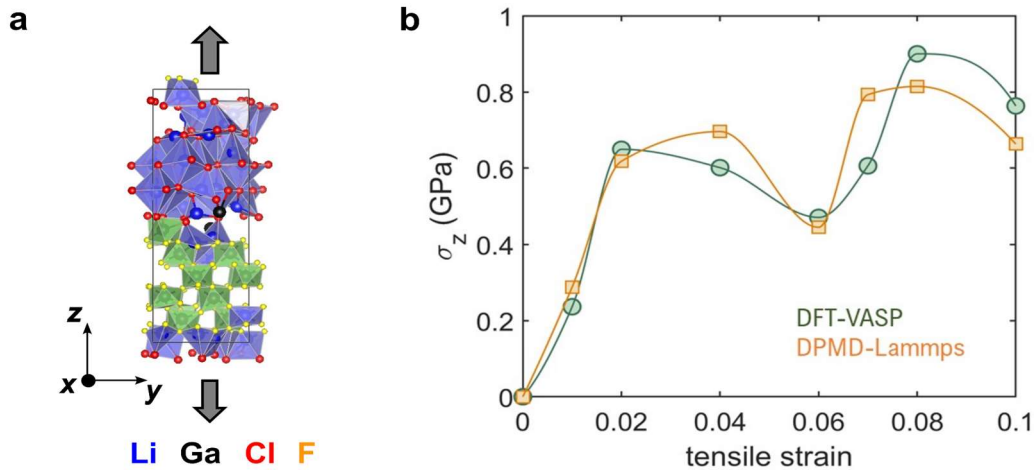 a
z
x
y
Li Ga Cl F
b
σz (GPa)
1
0.8
0.6
0.4
0.2
0
0 0.02 0.04 0.06 0.08 0.1
tensile strain
DFT-VASP
DPMD-Lammps